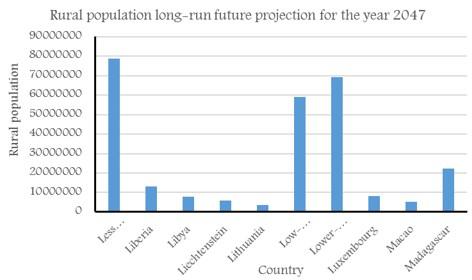 Rural population long-run future projection for the year 2047
Rural population
90000000
80000000
70000000
60000000
50000000
40000000
30000000
20000000
10000000
0
Less…
Liberia
Libya
Liechtenstein
Lithuania
Low-…
Lower-…
Luxembourg
Macao
Madagascar
Country